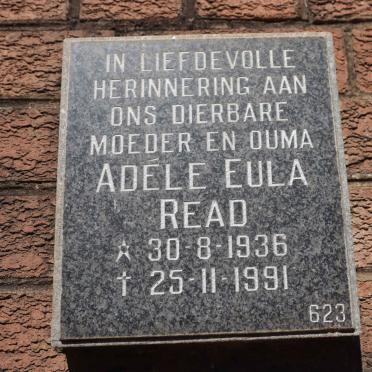 IN LIEFDEVOLLE
HERINNERING AAN
ONS DIERBARE
MOEDER EN OUMA
ADÉLE EULA
READ
☆ 30-8-1936
† 25-11-1991
623